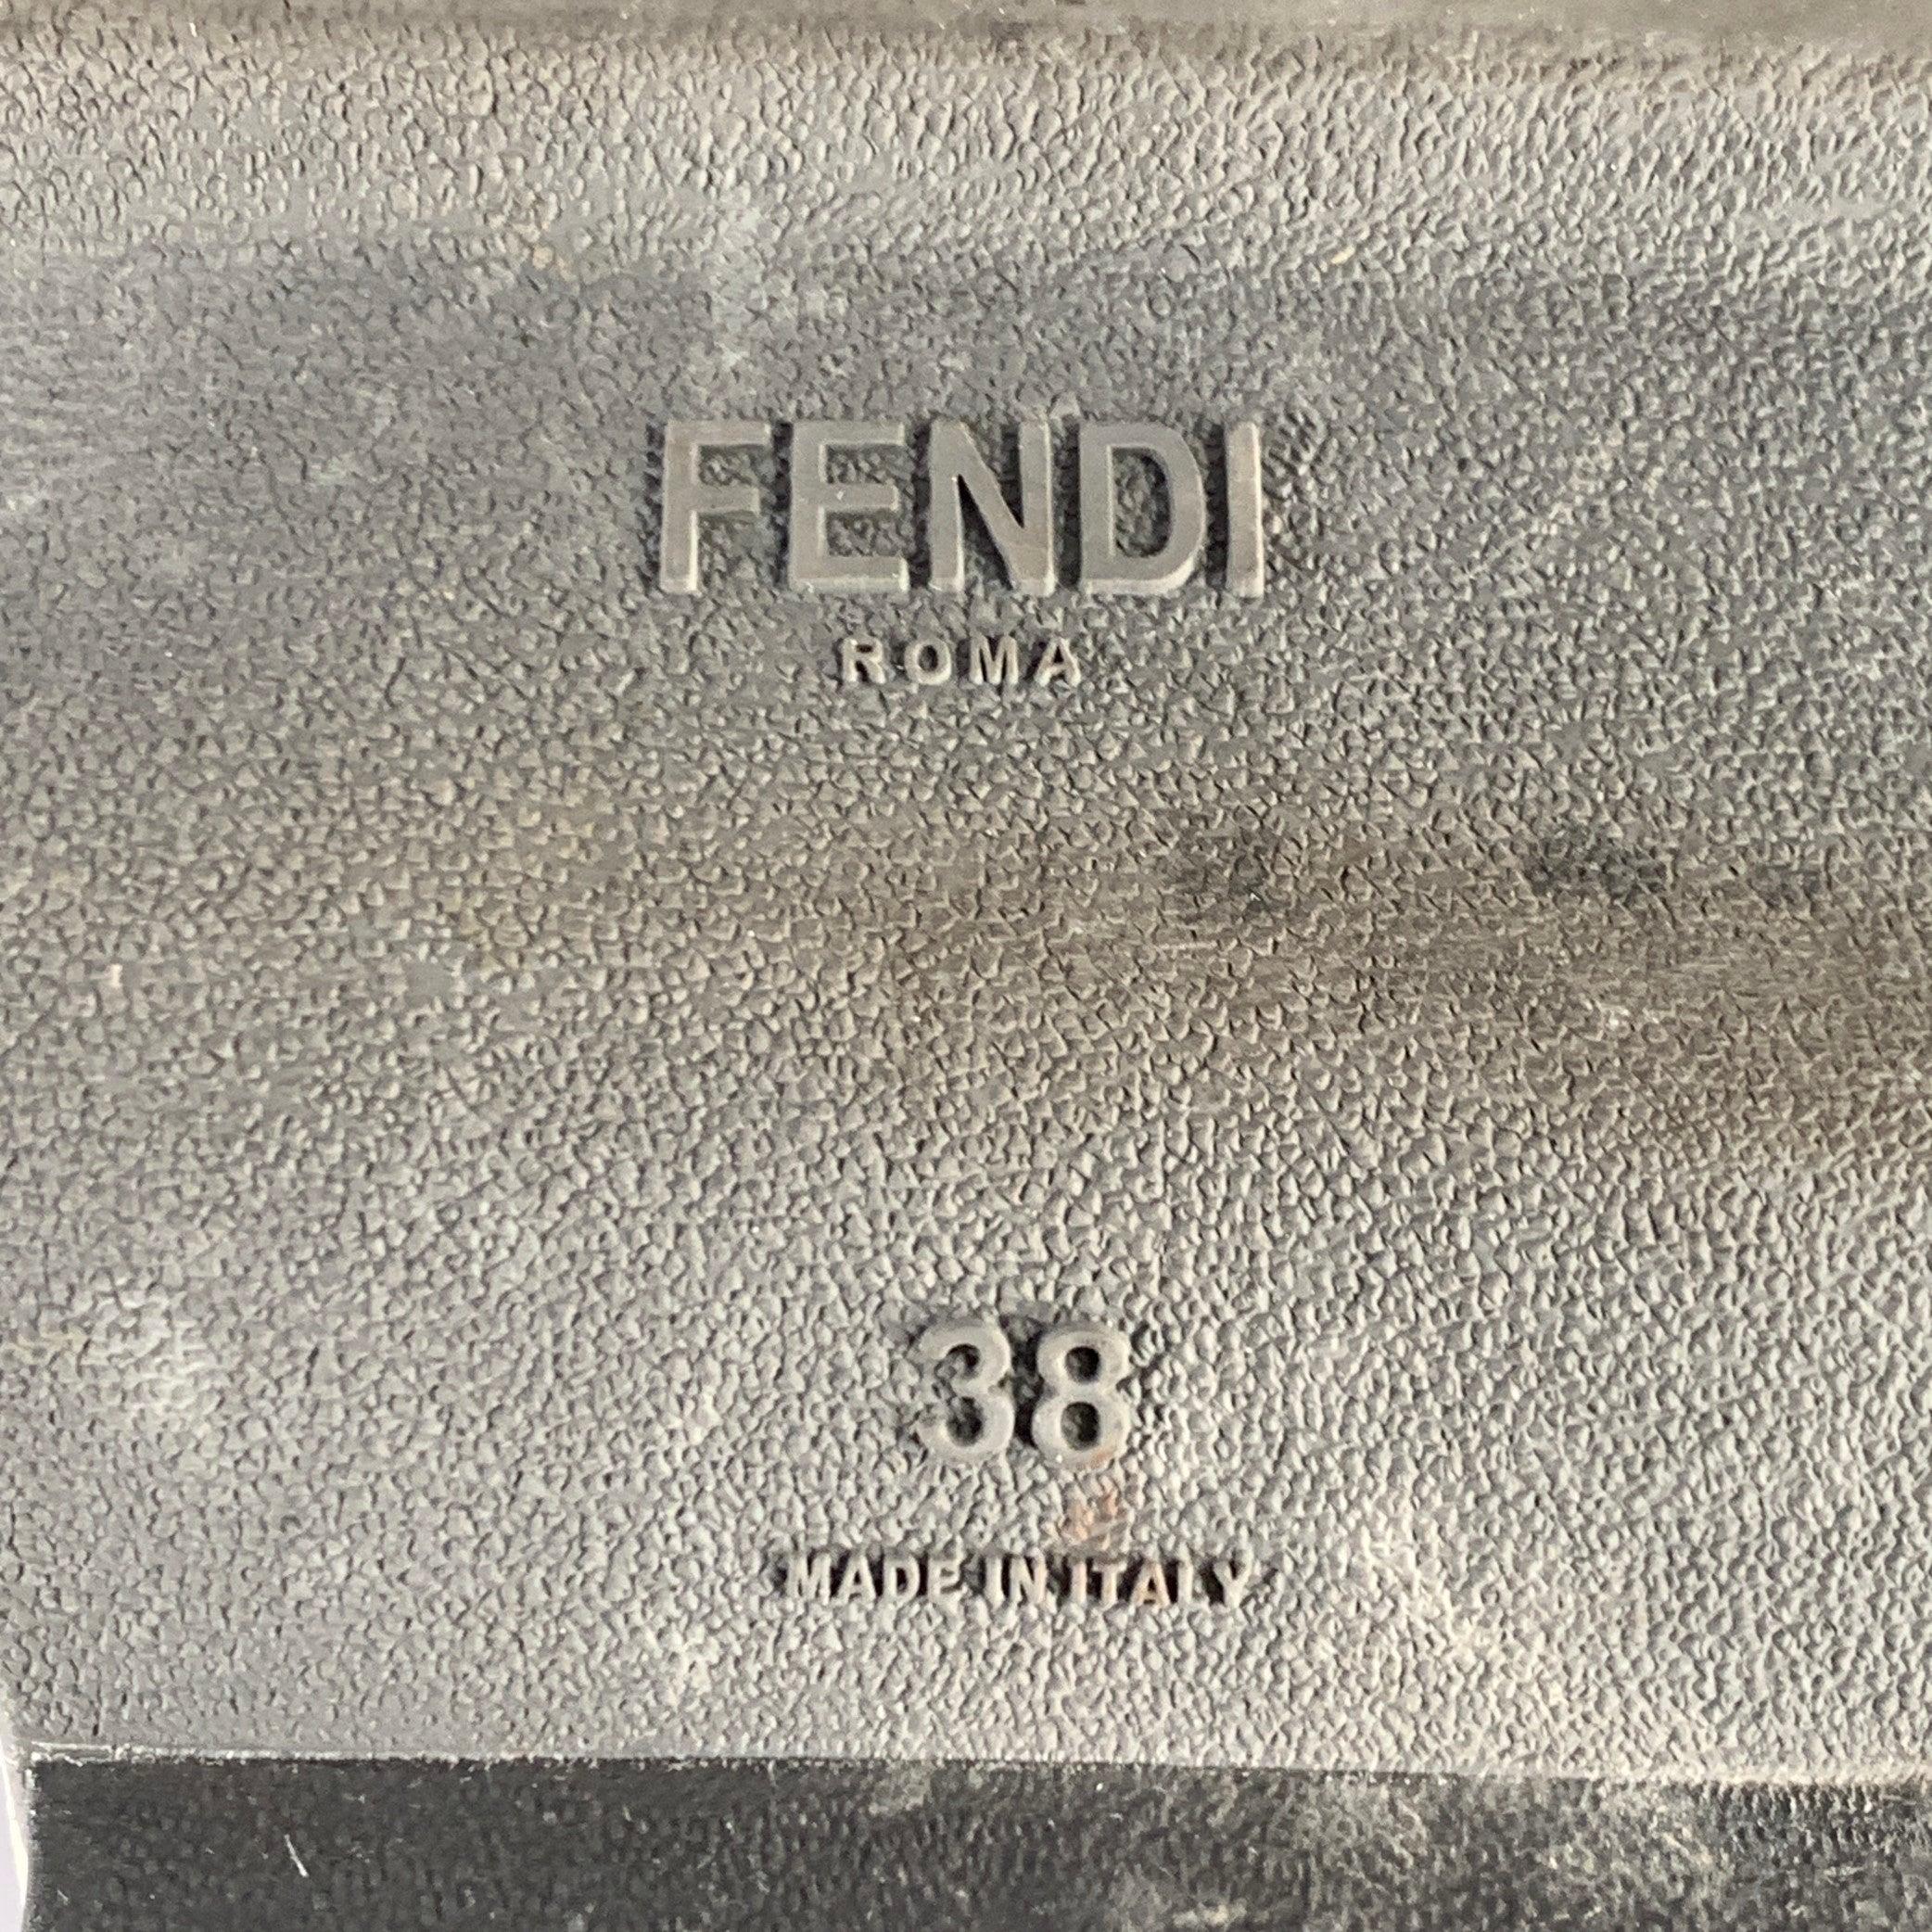 FENDI
ROMA
38
MADE IN ITALY